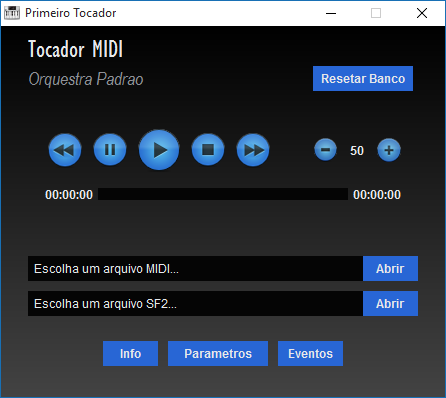 Primeiro Tocador
Tocador MIDI
Orquestra Padrao
Resetar Banco
50
00:00:00 00:00:00
Escolha um arquivo MIDI... Abrir
Escolha um arquivo SF2... Abrir
Info Parametros Eventos